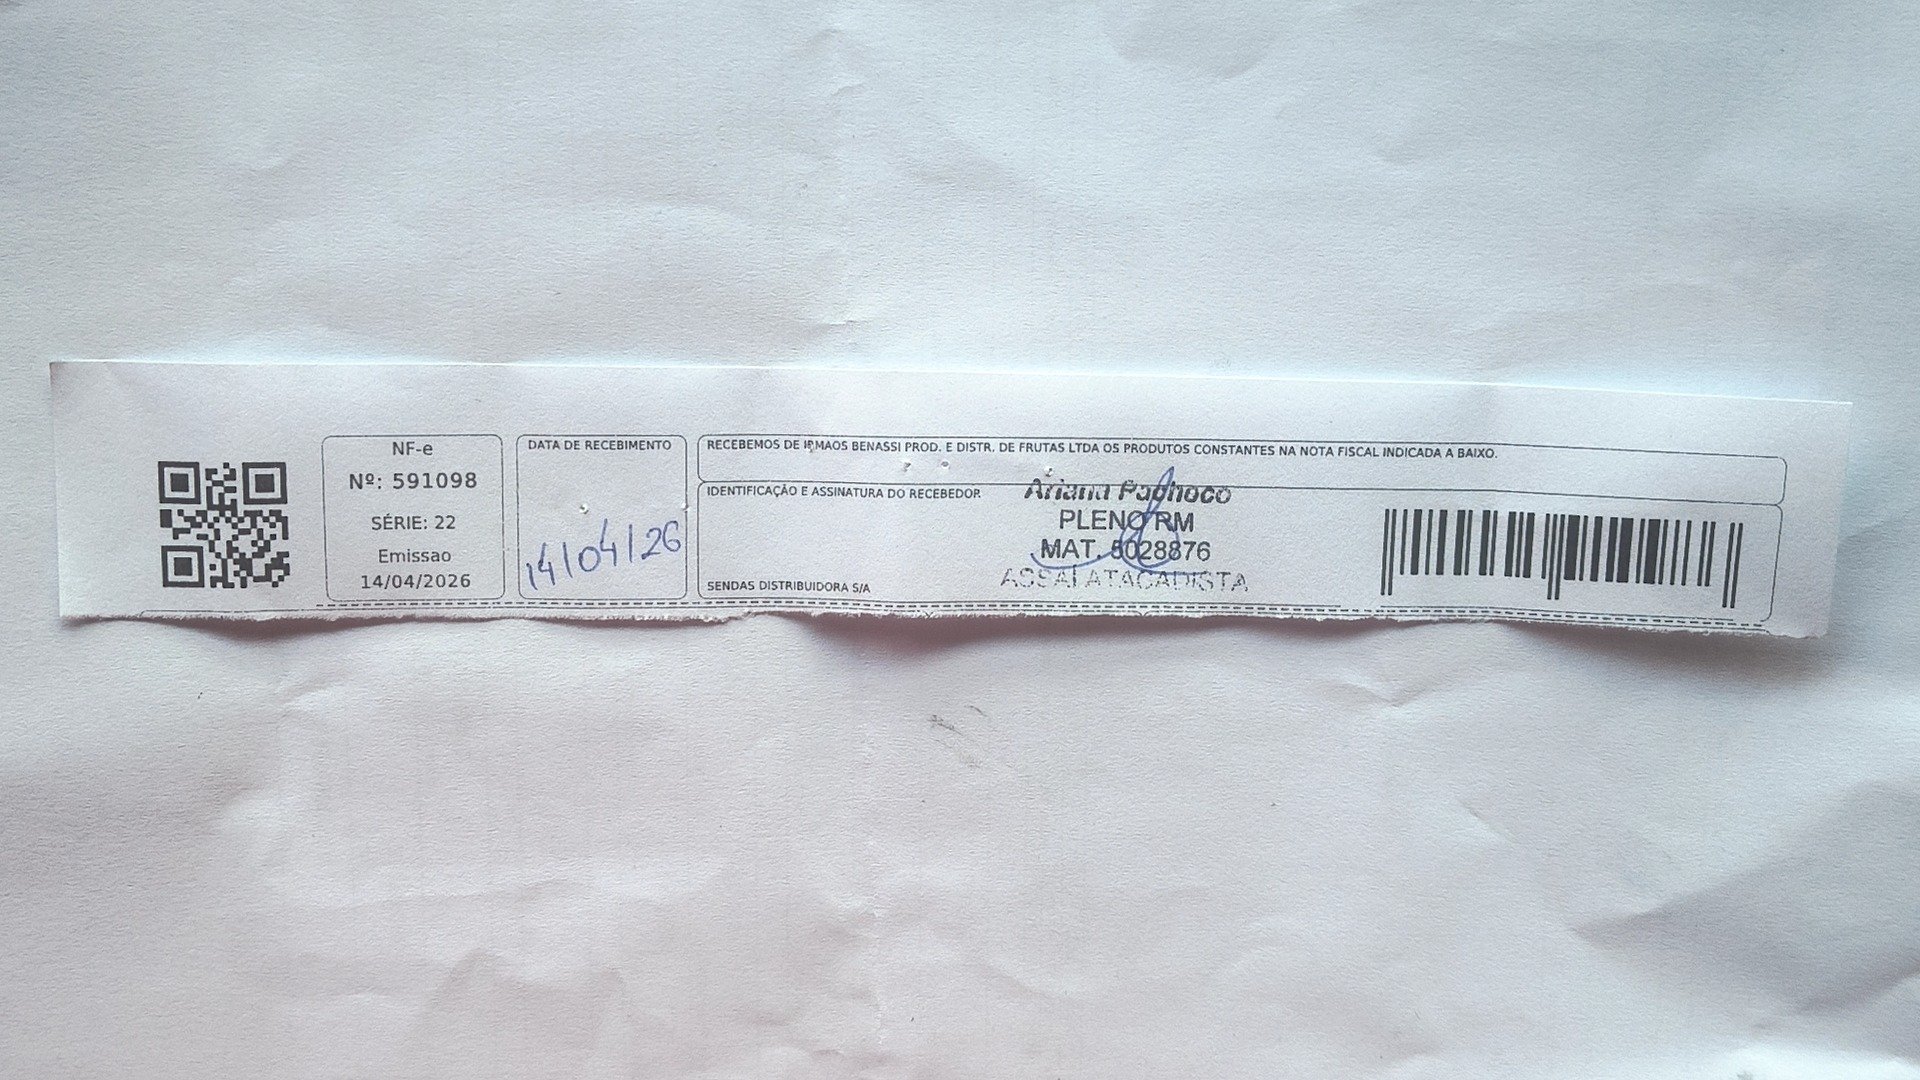 NF-e
Nº: 591098
SÉRIE: 22
Emissao
14/04/2026
DATA DE RECEBIMENTO
14/04/26
RECEBEMOS DE IRMAOS BENASSI PROD. E DISTR. DE FRUTAS LTDA OS PRODUTOS CONSTANTES NA NOTA FISCAL INDICADA A BAIXO.
IDENTIFICAÇÃO E ASSINATURA DO RECEBEDOR
Ariana
PLENO RM
MAT. 5028876
ASSAÍ ATACADISTA
SENDAS DISTRIBUIDORA S/A